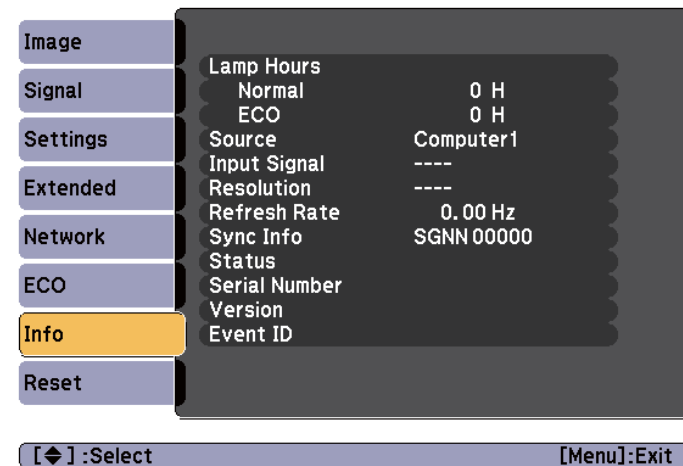 Image
Signal
Settings
Extended
Network
ECO
Info
Reset
Lamp Hours
Normal 0 H
ECO 0 H
Source Computer1
Input Signal ----
Resolution ----
Refresh Rate 0.00 Hz
Sync Info SGNN 00000
Status
Serial Number
Version
Event ID
[◆] :Select [Menu]:Exit